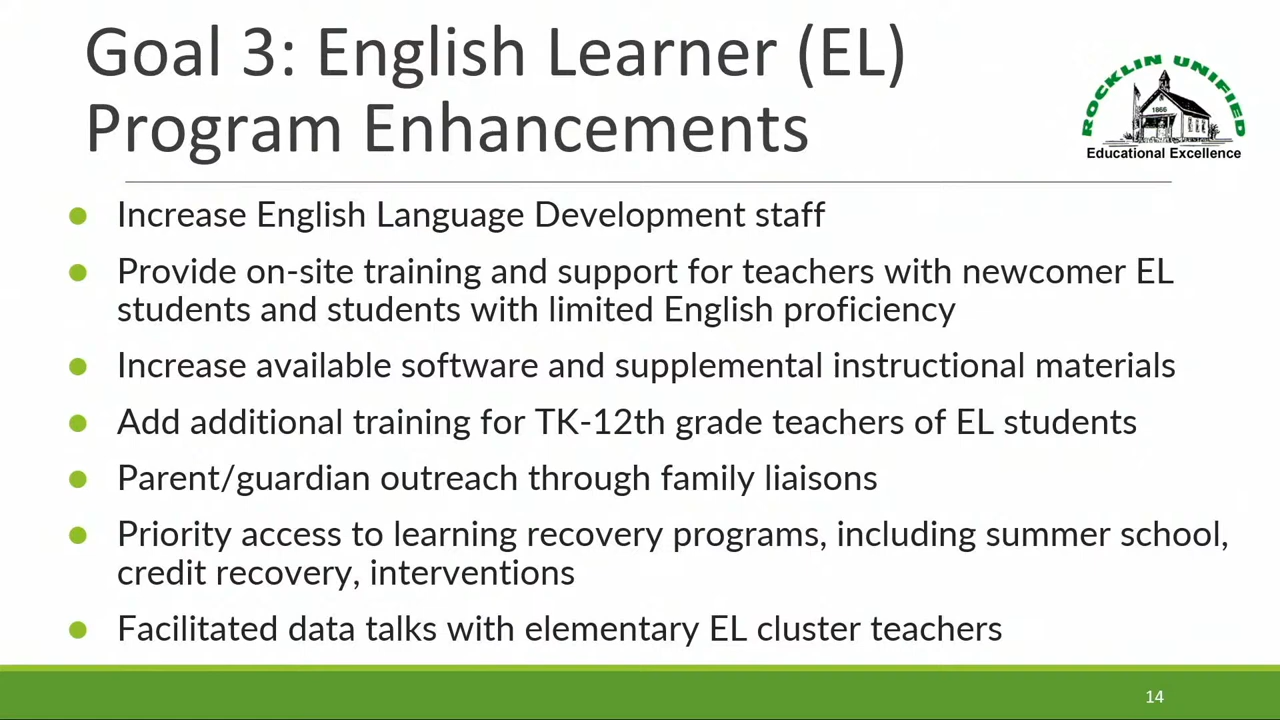 Goal 3: English Learner (EL)
Program Enhancements
ROCKLIN UNIFIED
1866
Educational Excellence
Increase English Language Development staff
Provide on-site training and support for teachers with newcomer EL
students and students with limited English proficiency
Increase available software and supplemental instructional materials
Add additional training for TK-12th grade teachers of EL students
Parent/guardian outreach through family liaisons
Priority access to learning recovery programs, including summer school,
credit recovery, interventions
Facilitated data talks with elementary EL cluster teachers
14